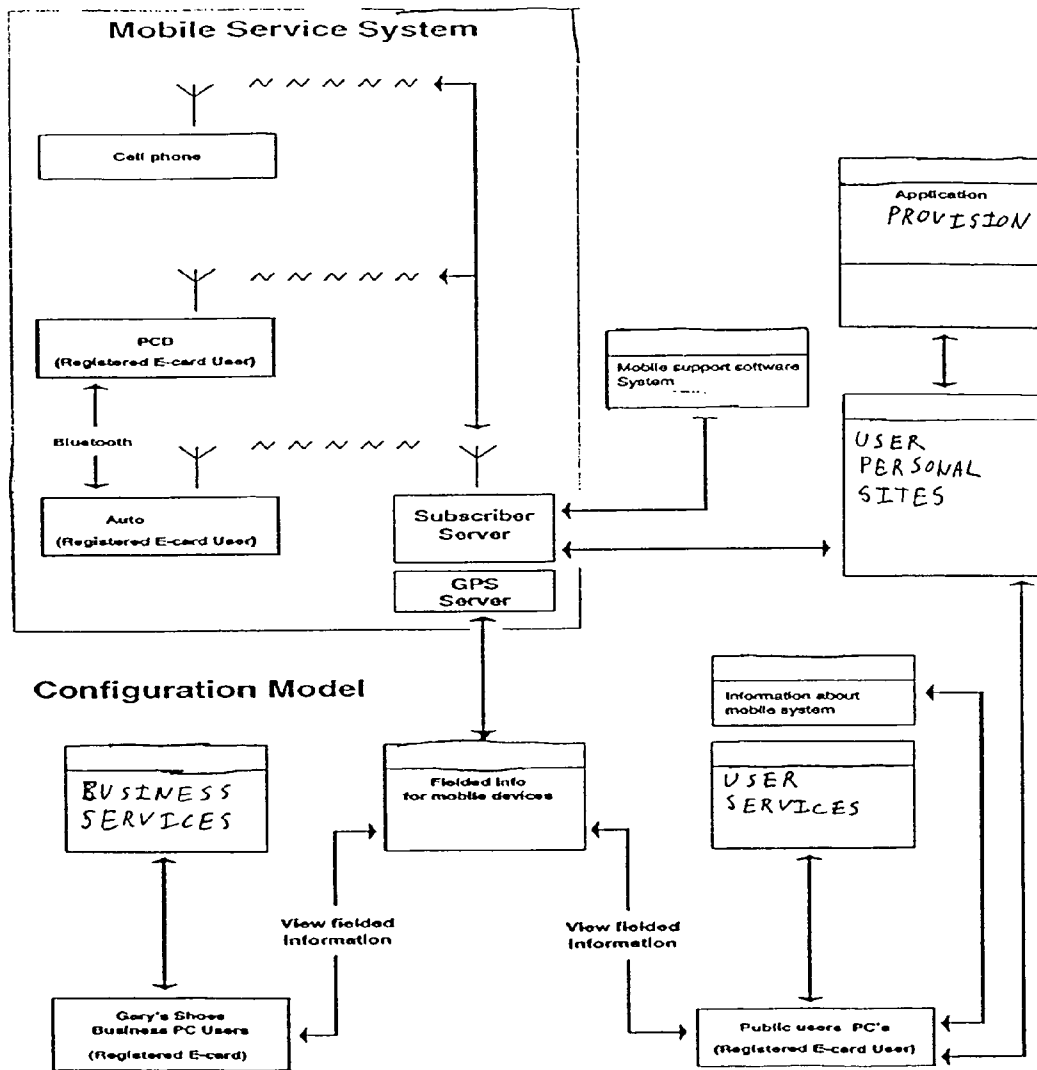 Mobile Service System
Cell phone
PCD
(Registered E-card User)
Bluetooth
Auto
(Registered E-card User)
Subscriber
Server
GPS
Server
Mobile support software
System
Application
PROVISION
USER
PERSONAL
SITES
Configuration Model
BUSINESS
SERVICES
Fielded Info
for mobile devices
Information about
mobile system
USER
SERVICES
View fielded
Information
View fielded
Information
Gary's Shoes
Business PC Users
(Registered E-card)
Public users PC's
(Registered E-card User)